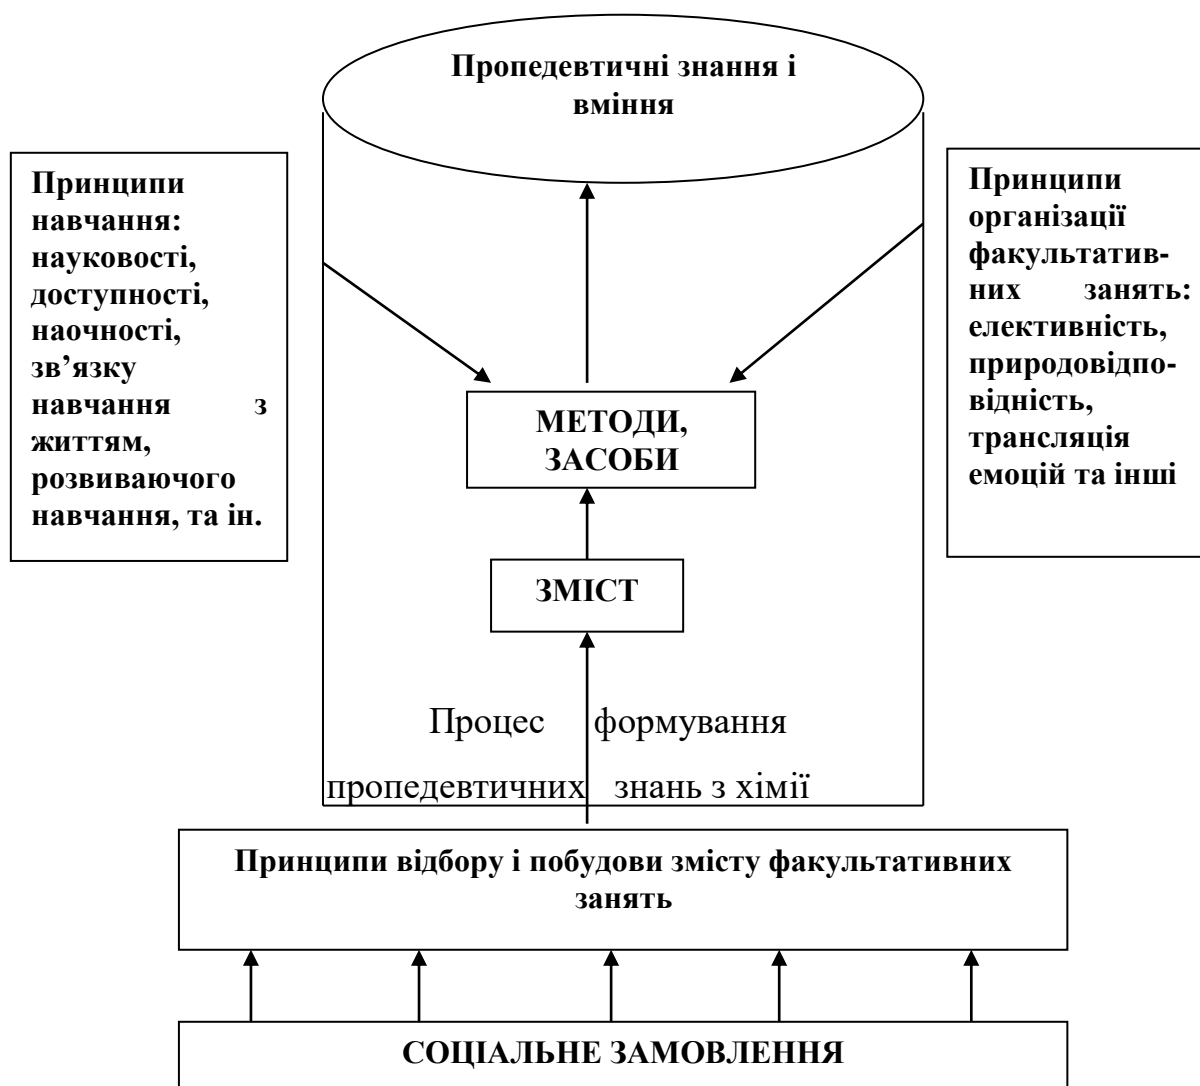 Пропедевтичні знання і
вміння
Принципи
навчання:
науковості,
доступності,
наочності,
зв’язку
навчання з
життям,
розвиваючого
навчання, та ін.
Принципи
організації
факультатив-
них занять:
елективність,
природовідпо-
відність,
трансляція
емоцій та інші
МЕТОДИ,
ЗАСОБИ
ЗМІСТ
Процес формування
пропедевтичних знань з хімії
Принципи відбору і побудови змісту факультативних
занять
СОЦІАЛЬНЕ ЗАМОВЛЕННЯ